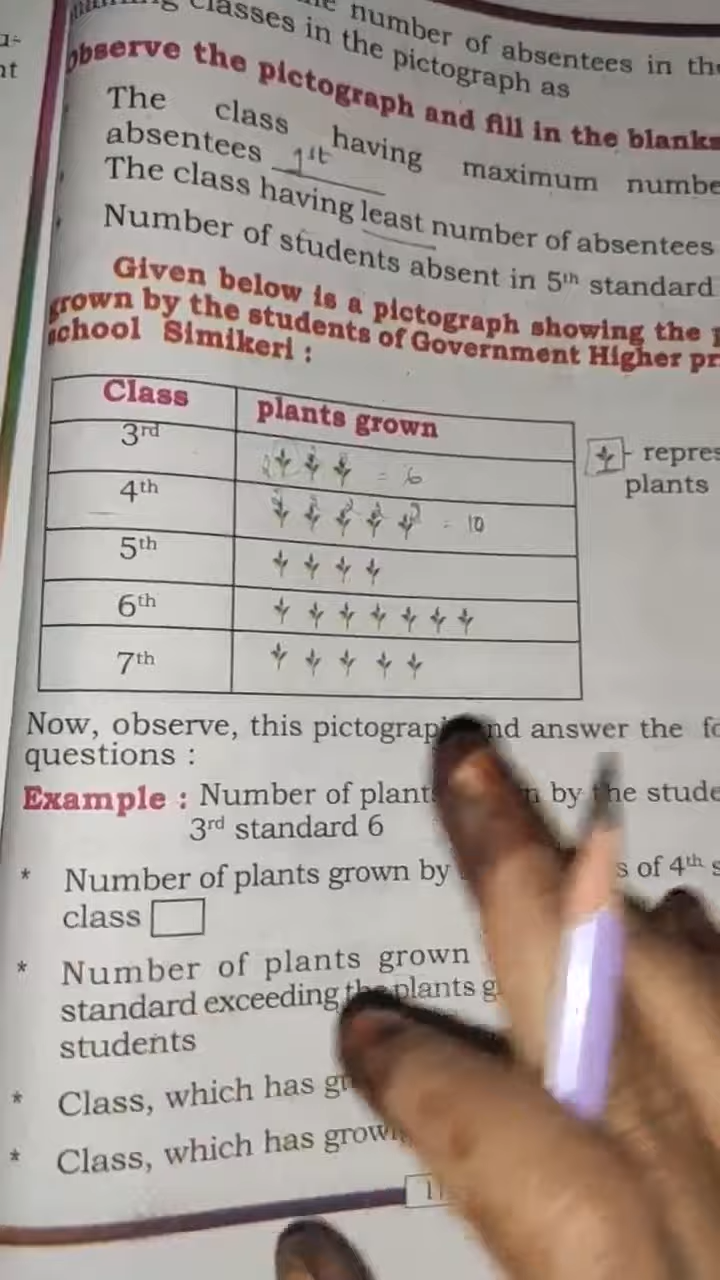 classes in the pictograph as
number of absentees in the
Observe the pictograph and fill in the blanks
The class having maximum numbe
absentees 1st
The class having least number of absentees
Number of students absent in 5th standard
Given below is a pictograph showing the
grown by the students of Government Higher pr
school Simikeri :
Class plants grown
3rd = 6
repres
plants
4th = 10
5th
6th
7th
Now, observe, this pictograp nd answer the fo
questions :
Example : Number of plant by the stude
3rd standard 6
* Number of plants grown by s of 4th s
class
* Number of plants grown
standard exceeding the plants g
students
* Class, which has g
* Class, which has grow